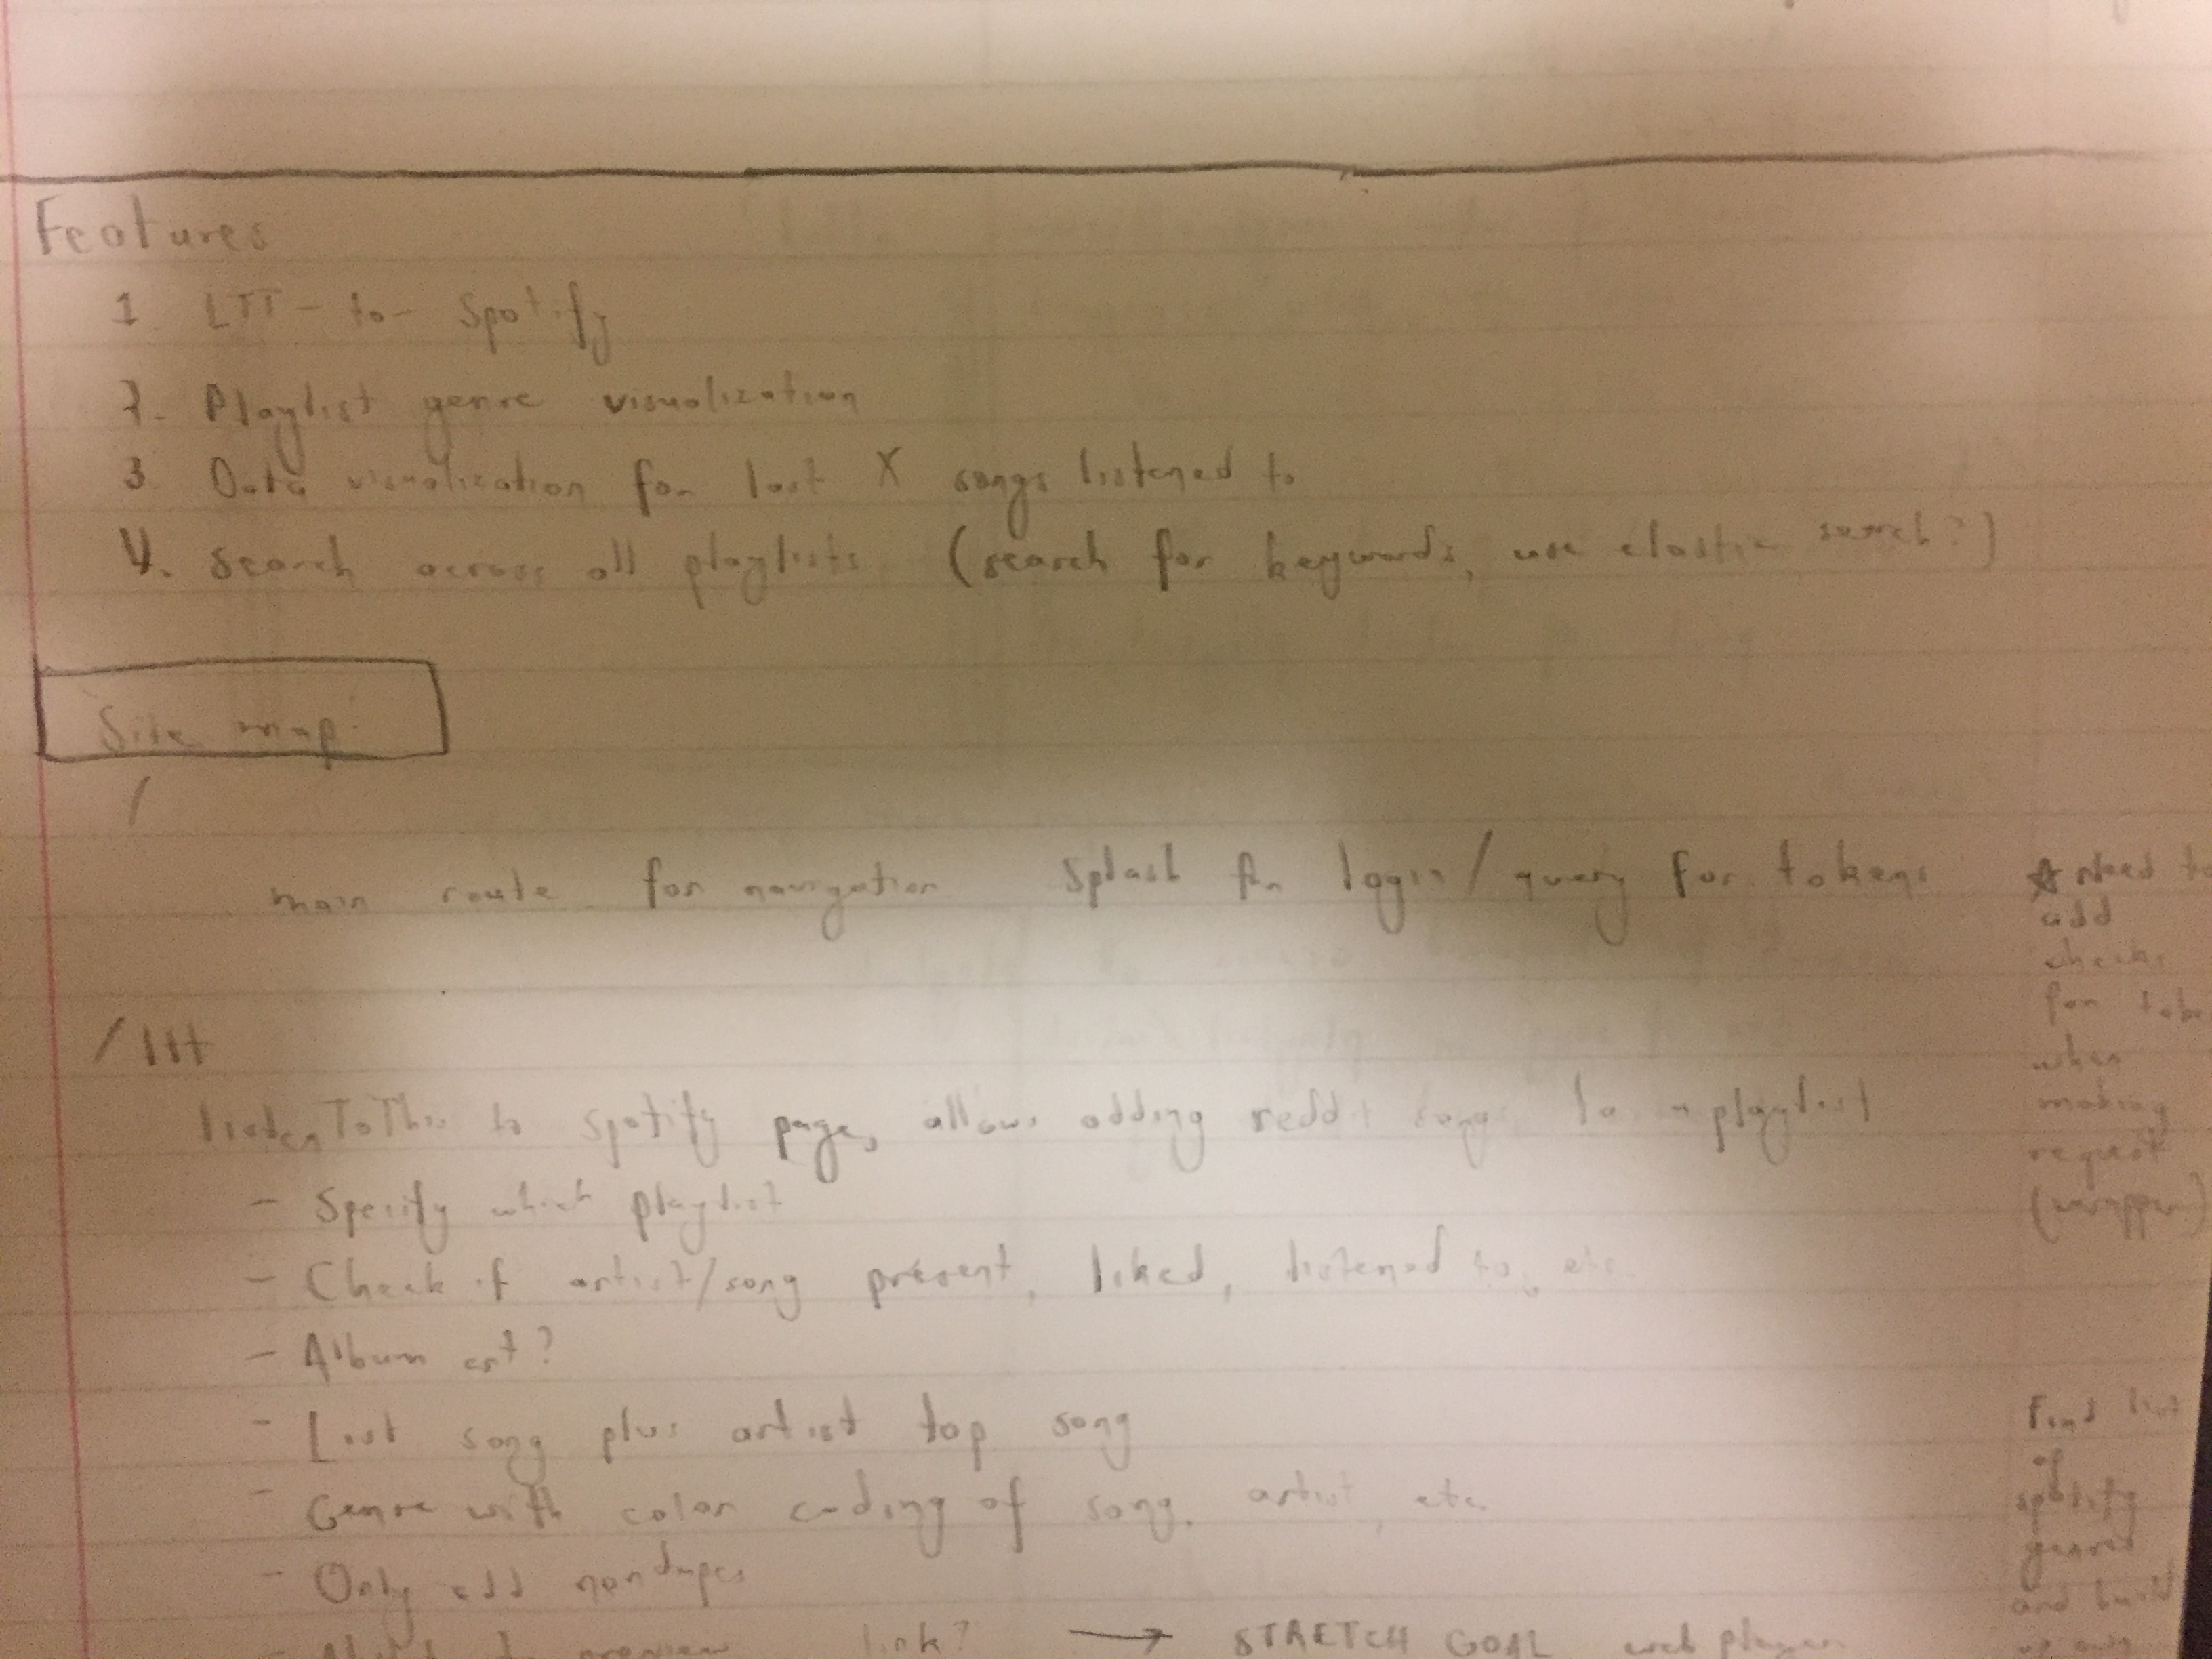 Features
1. LTT-to-Spotify
2. Playlist genre visualization
3. Data visualization for last X songs listened to
4. Search across all playlists (search for keywords, use elastic search?)
Site map
/
main route for navigation Splash for login/query for tokens
/ltt
listenToThis to spotify page, allows adding reddit songs to a playlist
- Specify which playlist
- Check if artist/song present, liked, listened to, etc.
- Album art?
- song plus artist top song
- Genre with color coding of song, artist, etc.
- Only add non dupes
- preview link? → STRETCH GOAL web player
☆ need to
add
checks
for
when
making
request
(wrapper)
Find list
of
spotify
genres
and build
up own